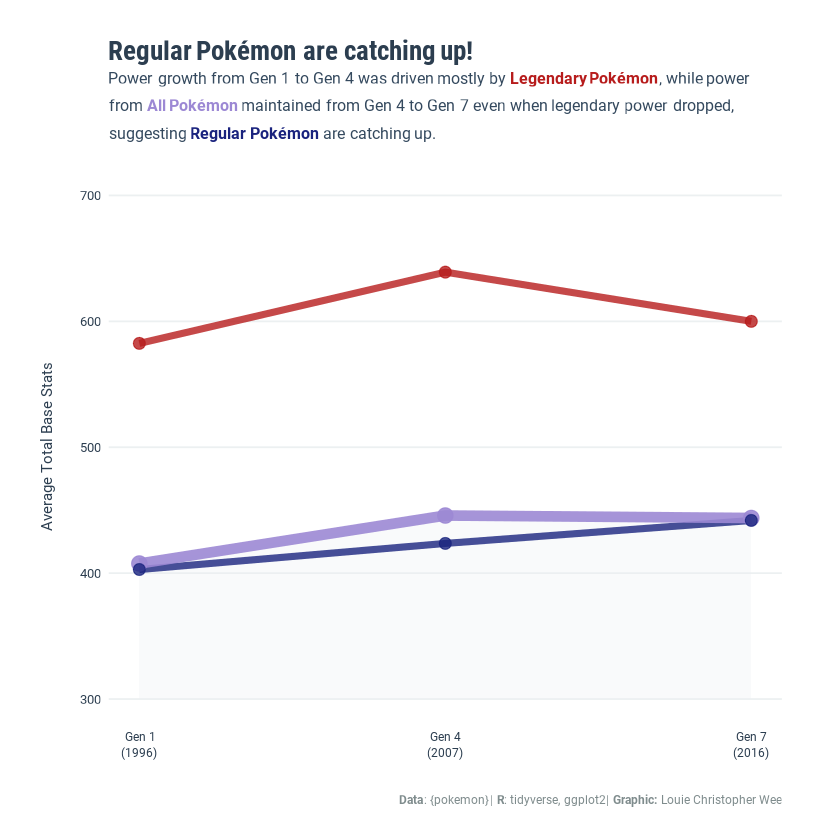 Regular Pokémon are catching up!
Power growth from Gen 1 to Gen 4 was driven mostly by Legendary Pokémon, while power
from All Pokémon maintained from Gen 4 to Gen 7 even when legendary power dropped,
suggesting Regular Pokémon are catching up.
700
600
500
400
300
Average Total Base Stats
Gen 1
(1996)
Gen 4
(2007)
Gen 7
(2016)
Data: {pokemon}| R: tidyverse, ggplot2| Graphic: Louie Christopher Wee